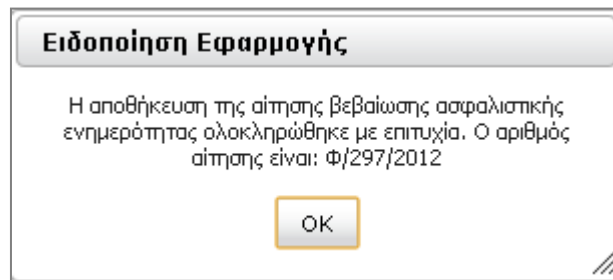 Ειδοποίηση Εφαρμογής
Η αποθήκευση της αίτησης βεβαίωσης ασφαλιστικής
ενημερότητας ολοκληρώθηκε με επιτυχία. Ο αριθμός
αίτησης είναι: Φ/297/2012
OK